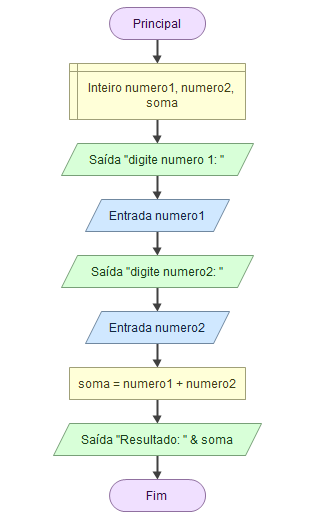 Principal
Inteiro numero1, numero2,
soma
Saída "digite numero 1: "
Entrada numero1
Saída "digite numero2: "
Entrada numero2
soma = numero1 + numero2
Saída "Resultado: " & soma
Fim